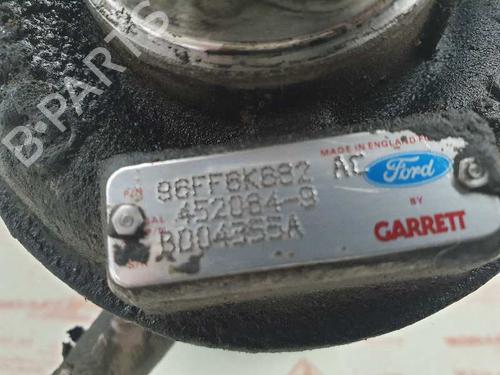 B-PARTS
MADE IN ENGLAND F
P/N 96FF6K682 AC
Ford
452084-9
BY
BD04355A
GARRETT
S/N